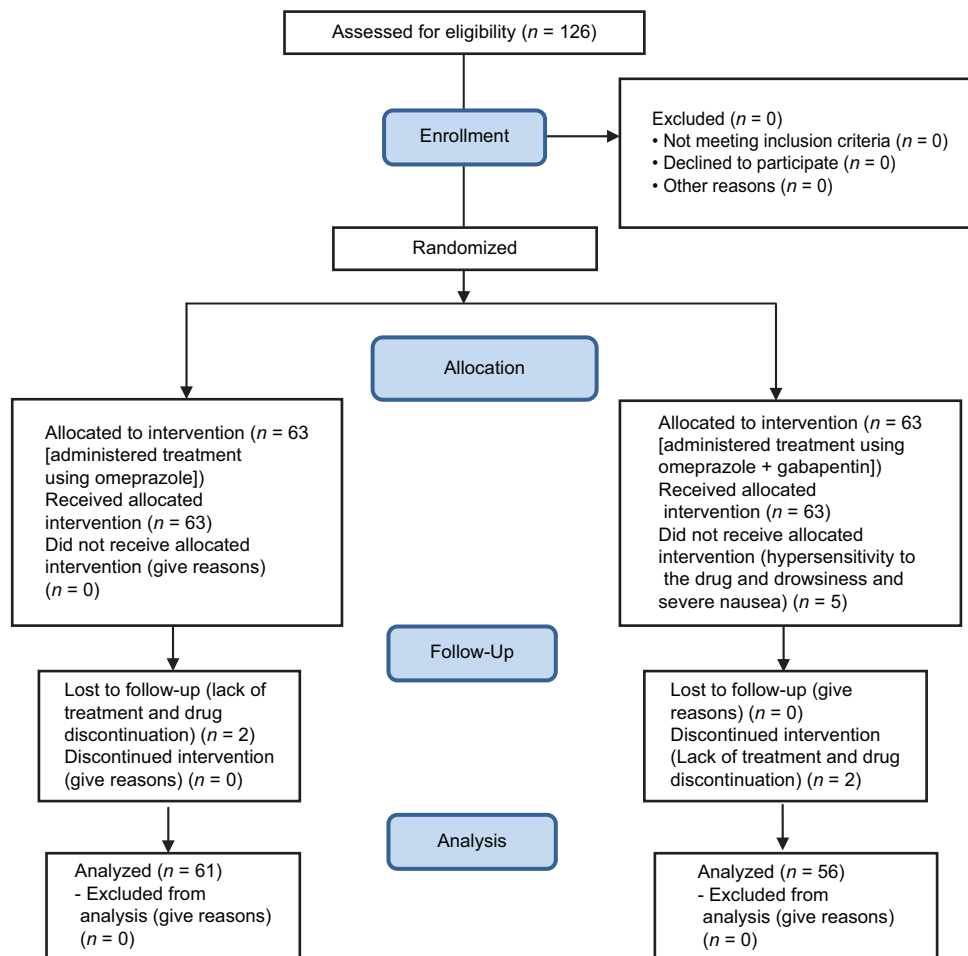 Assessed for eligibility (n = 126)
Enrollment
Excluded (n = 0)
• Not meeting inclusion criteria (n = 0)
• Declined to participate (n = 0)
• Other reasons (n = 0)
Randomized
Allocation
Allocated to intervention (n = 63
[administered treatment
using omeprazole])
Received allocated
intervention (n = 63)
Did not receive allocated
intervention (give reasons)
(n = 0)
Allocated to intervention (n = 63
[administered treatment using
omeprazole + gabapentin])
Received allocated
intervention (n = 63)
Did not receive allocated
intervention (hypersensitivity to
the drug and drowsiness and
severe nausea) (n = 5)
Follow-Up
Lost to follow-up (lack of
treatment and drug
discontinuation) (n = 2)
Discontinued intervention
(give reasons) (n = 0)
Lost to follow-up (give
reasons) (n = 0)
Discontinued intervention
(Lack of treatment and drug
discontinuation) (n = 2)
Analysis
Analyzed (n = 61)
- Excluded from
analysis (give reasons)
(n = 0)
Analyzed (n = 56)
- Excluded from
analysis (give reasons)
(n = 0)